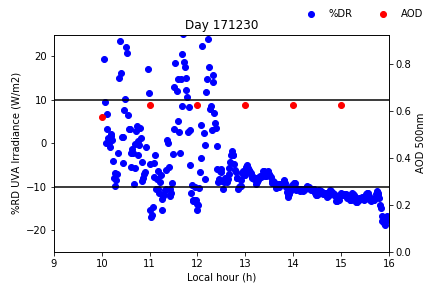 %DR AOD
Day 171230
%RD UVA Irradiance (W/m2)
20
10
0
−10
−20
0.8
0.6
0.4
0.2
0.0
AOD 500nm
9 10 11 12 13 14 15 16
Local hour (h)